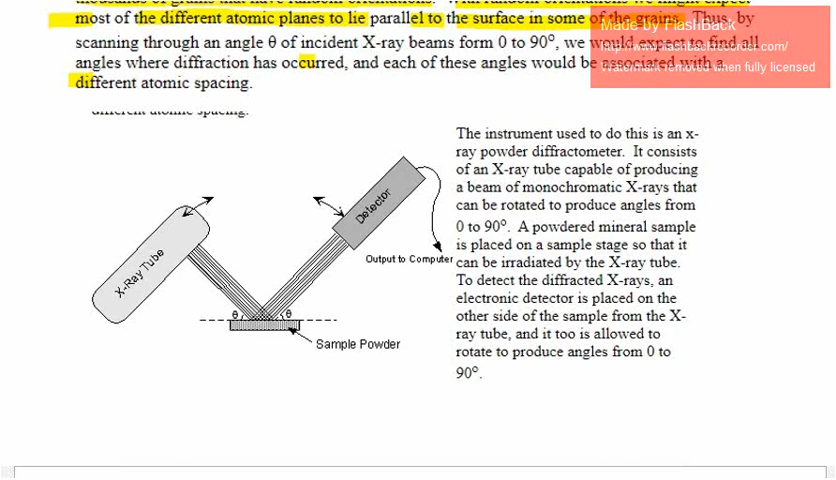 most of the different atomic planes to lie parallel to the surface in some of the grains. Thus, by
scanning through an angle θ of incident X-ray beams form 0 to 90°, we would expect to find all
angles where diffraction has occurred, and each of these angles would be associated with a
different atomic spacing.
Made by FlashBack
http://www.flashbackrecorder.com/
Watermark removed when fully licensed
different atomic spacing.
X-Ray Tube
Detector
Output to Computer
θ
θ
Sample Powder
The instrument used to do this is an x-
ray powder diffractometer. It consists
of an X-ray tube capable of producing
a beam of monochromatic X-rays that
can be rotated to produce angles from
0 to 90°. A powdered mineral sample
is placed on a sample stage so that it
can be irradiated by the X-ray tube.
To detect the diffracted X-rays, an
electronic detector is placed on the
other side of the sample from the X-
ray tube, and it too is allowed to
rotate to produce angles from 0 to
90°.